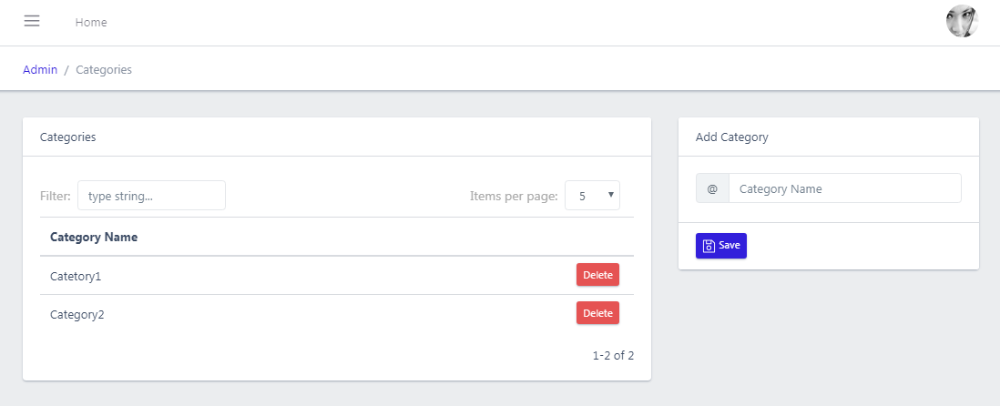 Home
Admin / Categories
Categories
Filter: type string... Items per page: 5
Category Name
Catetory1 Delete
Category2 Delete
1-2 of 2
Add Category
@ Category Name
Save